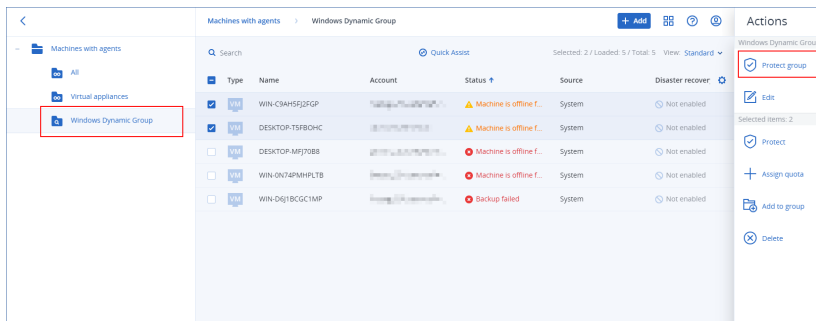 Machines with agents > Windows Dynamic Group
+ Add
Actions
Machines with agents
All
Virtual appliances
Windows Dynamic Group
Search
Quick Assist
Selected: 2 / Loaded: 5 / Total: 5 View: Standard
Type Name Account Status Source Disaster recover
VM WIN-C9AH5FJ2FGP Machine is offline f... System Not enabled
VM DESKTOP-T5FBOHC Machine is offline f... System Not enabled
VM DESKTOP-MFJ70B8 Machine is offline f... System Not enabled
VM WIN-0N74PMHPLTB Machine is offline f... System Not enabled
VM WIN-D6J1BCGC1MP Backup failed System Not enabled
Windows Dynamic Grou
Protect group
Edit
Selected items: 2
Protect
Assign quota
Add to group
Delete